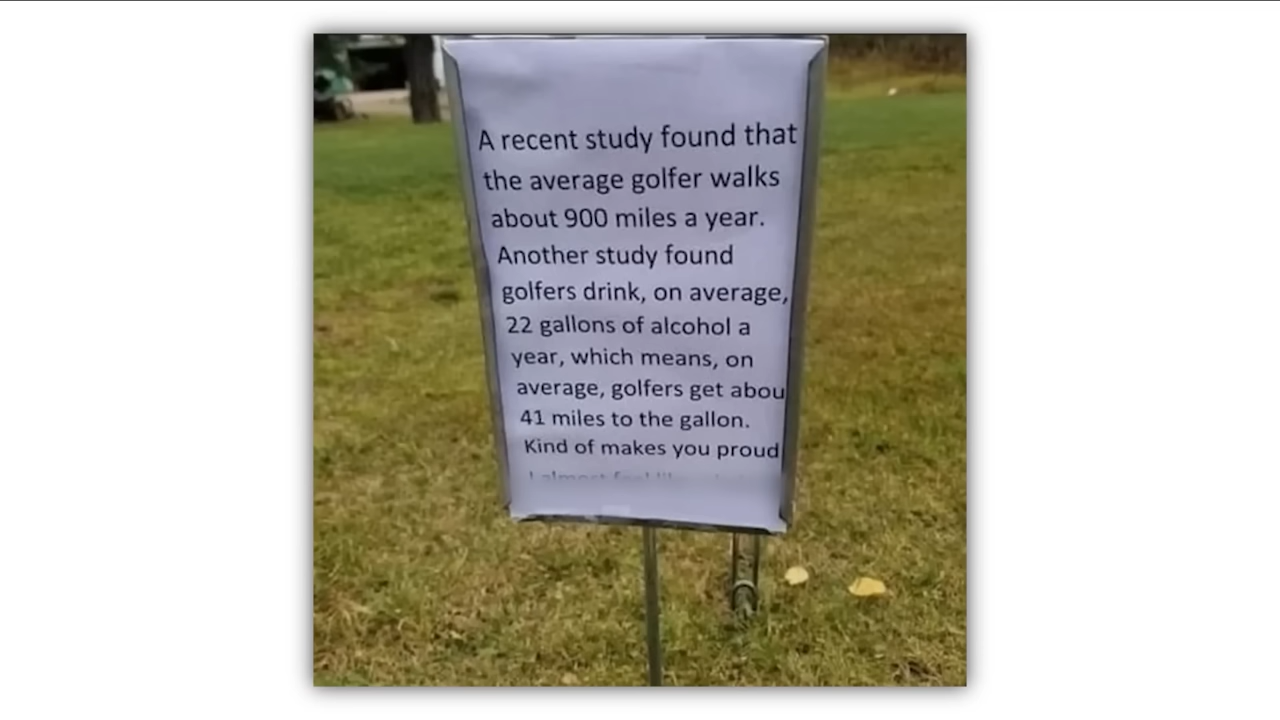 A recent study found that
the average golfer walks
about 900 miles a year.
Another study found
golfers drink, on average,
22 gallons of alcohol a
year, which means, on
average, golfers get abou
41 miles to the gallon.
Kind of makes you proud
I almost feel